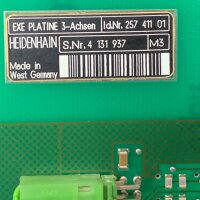 EXE PLATINE 3-Achsen Id.Nr. 257 411 01
HEIDENHAIN S.Nr. 4 131 937 M3
Made in
West Germany